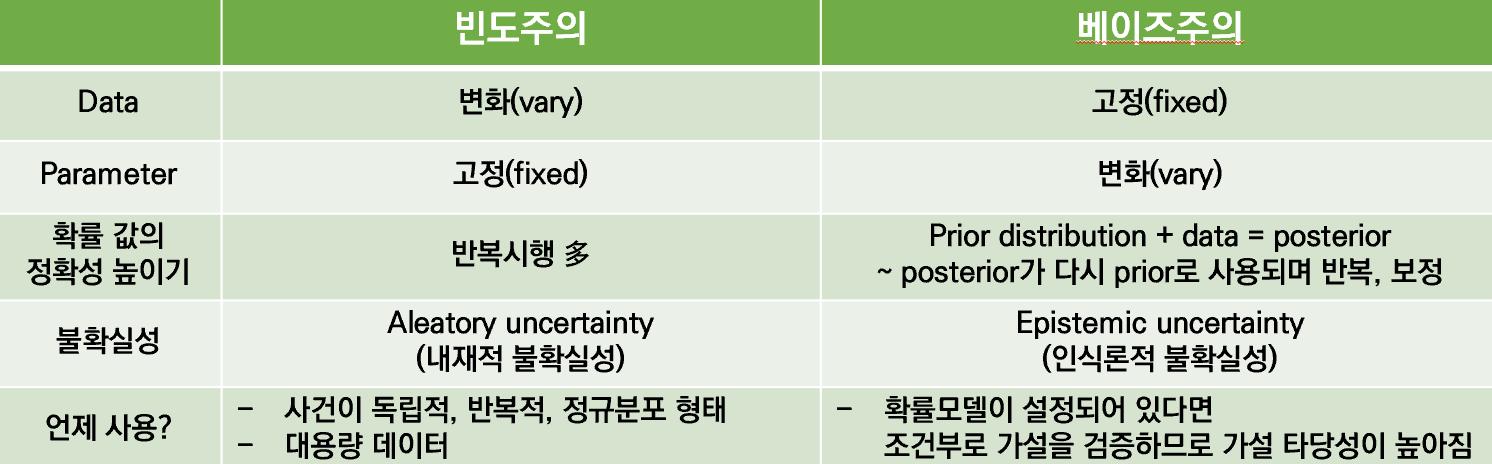 빈도주의
베이즈주의
Data
변화(vary)
고정(fixed)
Parameter
고정(fixed)
변화(vary)
확률 값의
정확성 높이기
반복시행 多
Prior distribution + data = posterior
~ posterior가 다시 prior로 사용되며 반복, 보정
불확실성
Aleatory uncertainty
(내재적 불확실성)
Epistemic uncertainty
(인식론적 불확실성)
언제 사용?
- 사건이 독립적, 반복적, 정규분포 형태
- 대용량 데이터
- 확률모델이 설정되어 있다면
조건부로 가설을 검증하므로 가설 타당성이 높아짐